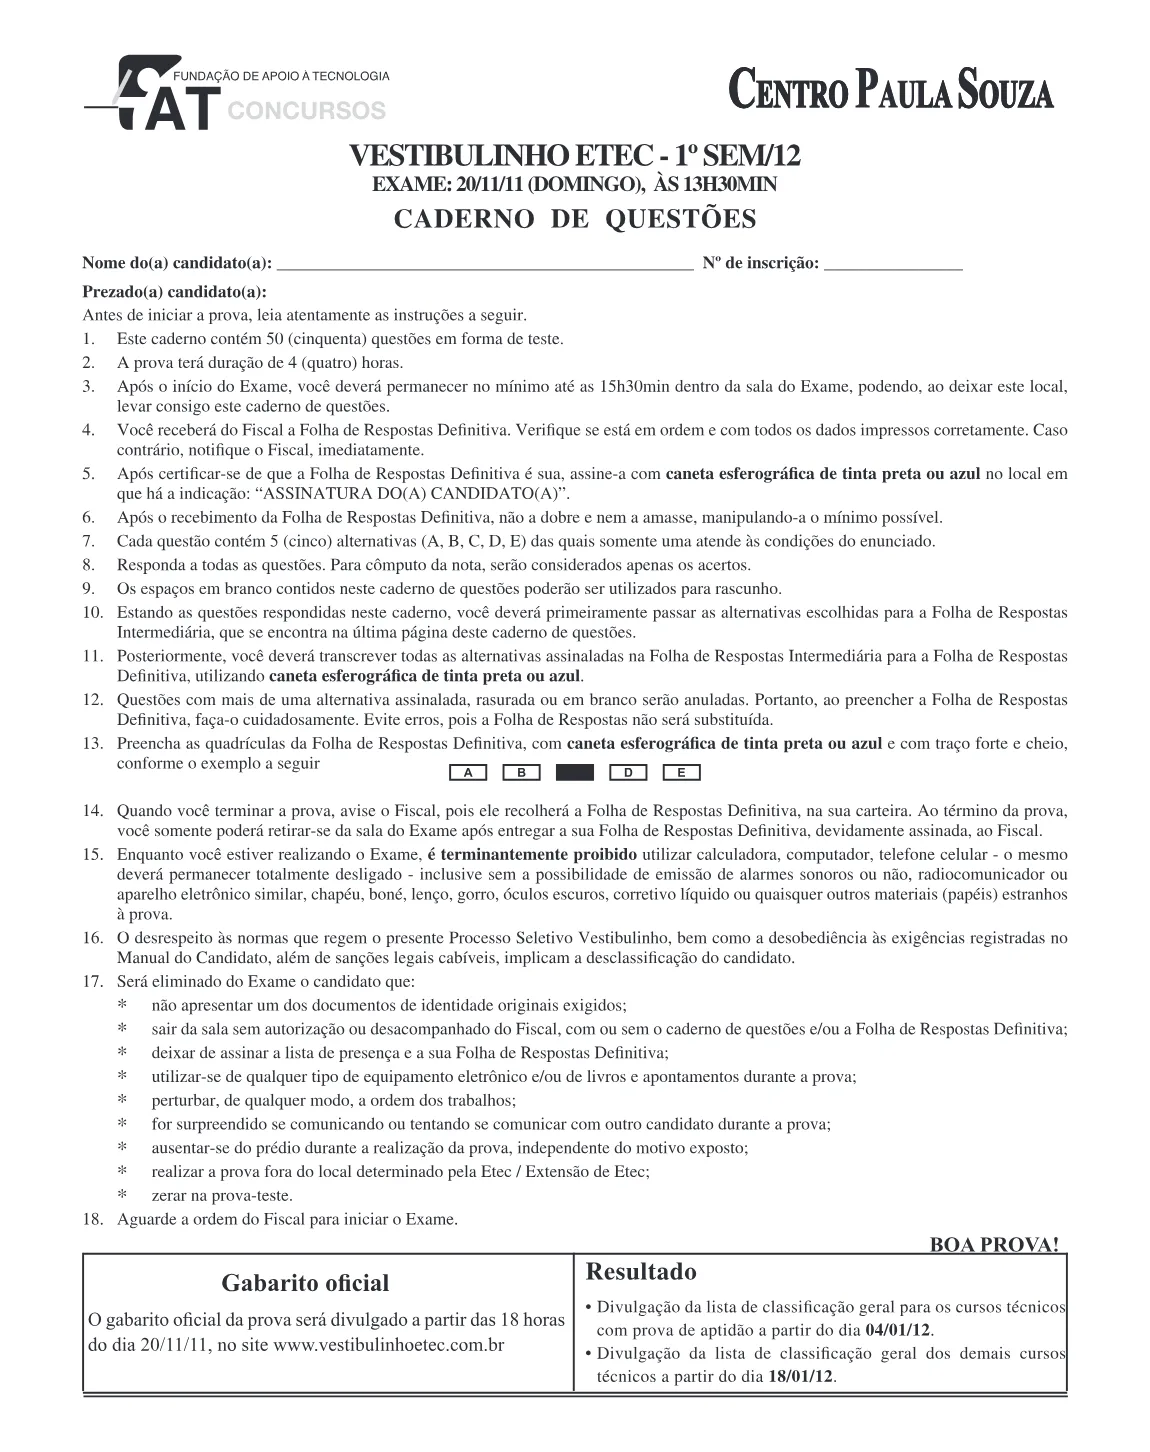 FUNDAÇÃO DE APOIO À TECNOLOGIA
FAT CONCURSOS
CENTRO PAULA SOUZA
VESTIBULINHO ETEC - 1º SEM/12
EXAME: 20/11/11 (DOMINGO), ÀS 13H30MIN
CADERNO DE QUESTÕES
Nome do(a) candidato(a): ________________________________________________ Nº de inscrição: ________________
Prezado(a) candidato(a):
Antes de iniciar a prova, leia atentamente as instruções a seguir.
1. Este caderno contém 50 (cinquenta) questões em forma de teste.
2. A prova terá duração de 4 (quatro) horas.
3. Após o início do Exame, você deverá permanecer no mínimo até as 15h30min dentro da sala do Exame, podendo, ao deixar este local,
levar consigo este caderno de questões.
4. Você receberá do Fiscal a Folha de Respostas Definitiva. Verifique se está em ordem e com todos os dados impressos corretamente. Caso
contrário, notifique o Fiscal, imediatamente.
5. Após certificar-se de que a Folha de Respostas Definitiva é sua, assine-a com caneta esferográfica de tinta preta ou azul no local em
que há a indicação: “ASSINATURA DO(A) CANDIDATO(A)”.
6. Após o recebimento da Folha de Respostas Definitiva, não a dobre e nem a amasse, manipulando-a o mínimo possível.
7. Cada questão contém 5 (cinco) alternativas (A, B, C, D, E) das quais somente uma atende às condições do enunciado.
8. Responda a todas as questões. Para cômputo da nota, serão considerados apenas os acertos.
9. Os espaços em branco contidos neste caderno de questões poderão ser utilizados para rascunho.
10. Estando as questões respondidas neste caderno, você deverá primeiramente passar as alternativas escolhidas para a Folha de Respostas
Intermediária, que se encontra na última página deste caderno de questões.
11. Posteriormente, você deverá transcrever todas as alternativas assinaladas na Folha de Respostas Intermediária para a Folha de Respostas
Definitiva, utilizando caneta esferográfica de tinta preta ou azul.
12. Questões com mais de uma alternativa assinalada, rasurada ou em branco serão anuladas. Portanto, ao preencher a Folha de Respostas
Definitiva, faça-o cuidadosamente. Evite erros, pois a Folha de Respostas não será substituída.
13. Preencha as quadrículas da Folha de Respostas Definitiva, com caneta esferográfica de tinta preta ou azul e com traço forte e cheio,
conforme o exemplo a seguir
A B D E
14. Quando você terminar a prova, avise o Fiscal, pois ele recolherá a Folha de Respostas Definitiva, na sua carteira. Ao término da prova,
você somente poderá retirar-se da sala do Exame após entregar a sua Folha de Respostas Definitiva, devidamente assinada, ao Fiscal.
15. Enquanto você estiver realizando o Exame, é terminantemente proibido utilizar calculadora, computador, telefone celular - o mesmo
deverá permanecer totalmente desligado - inclusive sem a possibilidade de emissão de alarmes sonoros ou não, radiocomunicador ou
aparelho eletrônico similar, chapéu, boné, lenço, gorro, óculos escuros, corretivo líquido ou quaisquer outros materiais (papéis) estranhos
à prova.
16. O desrespeito às normas que regem o presente Processo Seletivo Vestibulinho, bem como a desobediência às exigências registradas no
Manual do Candidato, além de sanções legais cabíveis, implicam a desclassificação do candidato.
17. Será eliminado do Exame o candidato que:
* não apresentar um dos documentos de identidade originais exigidos;
* sair da sala sem autorização ou desacompanhado do Fiscal, com ou sem o caderno de questões e/ou a Folha de Respostas Definitiva;
* deixar de assinar a lista de presença e a sua Folha de Respostas Definitiva;
* utilizar-se de qualquer tipo de equipamento eletrônico e/ou de livros e apontamentos durante a prova;
* perturbar, de qualquer modo, a ordem dos trabalhos;
* for surpreendido se comunicando ou tentando se comunicar com outro candidato durante a prova;
* ausentar-se do prédio durante a realização da prova, independente do motivo exposto;
* realizar a prova fora do local determinado pela Etec / Extensão de Etec;
* zerar na prova-teste.
18. Aguarde a ordem do Fiscal para iniciar o Exame.
BOA PROVA!
Gabarito oficial
O gabarito oficial da prova será divulgado a partir das 18 horas
do dia 20/11/11, no site www.vestibulinhoetec.com.br
Resultado
• Divulgação da lista de classificação geral para os cursos técnicos
com prova de aptidão a partir do dia 04/01/12.
• Divulgação da lista de classificação geral dos demais cursos
técnicos a partir do dia 18/01/12.